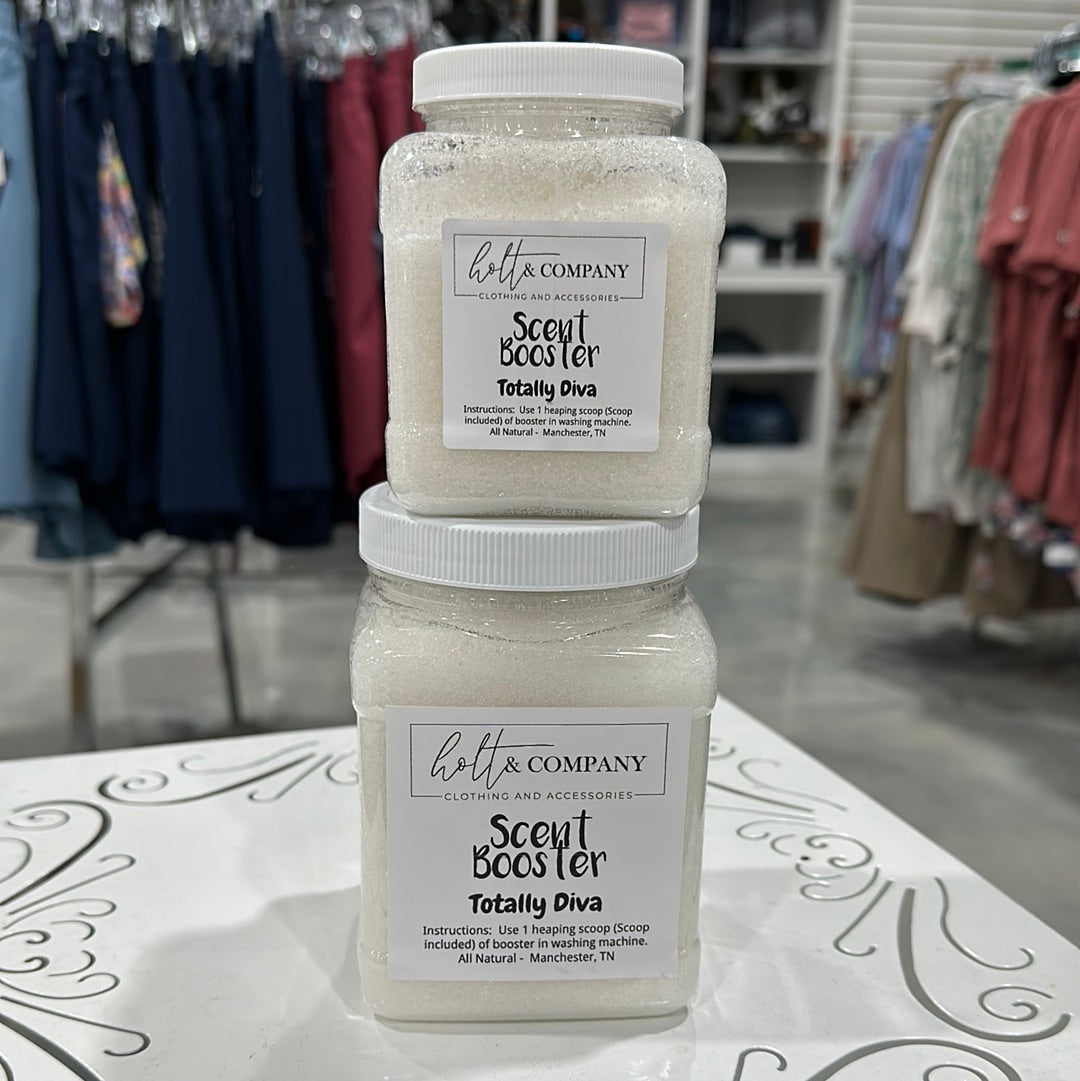 holt & COMPANY
CLOTHING AND ACCESSORIES
Scent
Booster
Totally Diva
Instructions: Use 1 heaping scoop (Scoop
included) of booster in washing machine.
All Natural - Manchester, TN
holt & COMPANY
CLOTHING AND ACCESSORIES
Scent
Booster
Totally Diva
Instructions: Use 1 heaping scoop (Scoop
included) of booster in washing machine.
All Natural - Manchester, TN